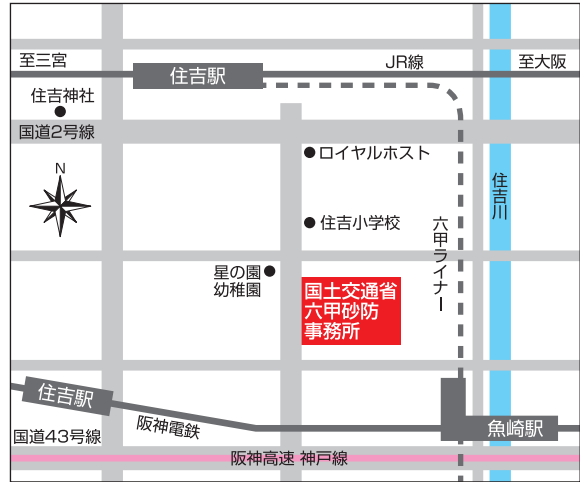 至三宮
住吉駅
JR線
至大阪
住吉神社
国道2号線
N
ロイヤルホスト
住吉川
住吉小学校
六甲ライナー
星の園
幼稚園
国土交通省
六甲砂防
事務所
住吉駅
阪神電鉄
魚崎駅
国道43号線
阪神高速 神戸線